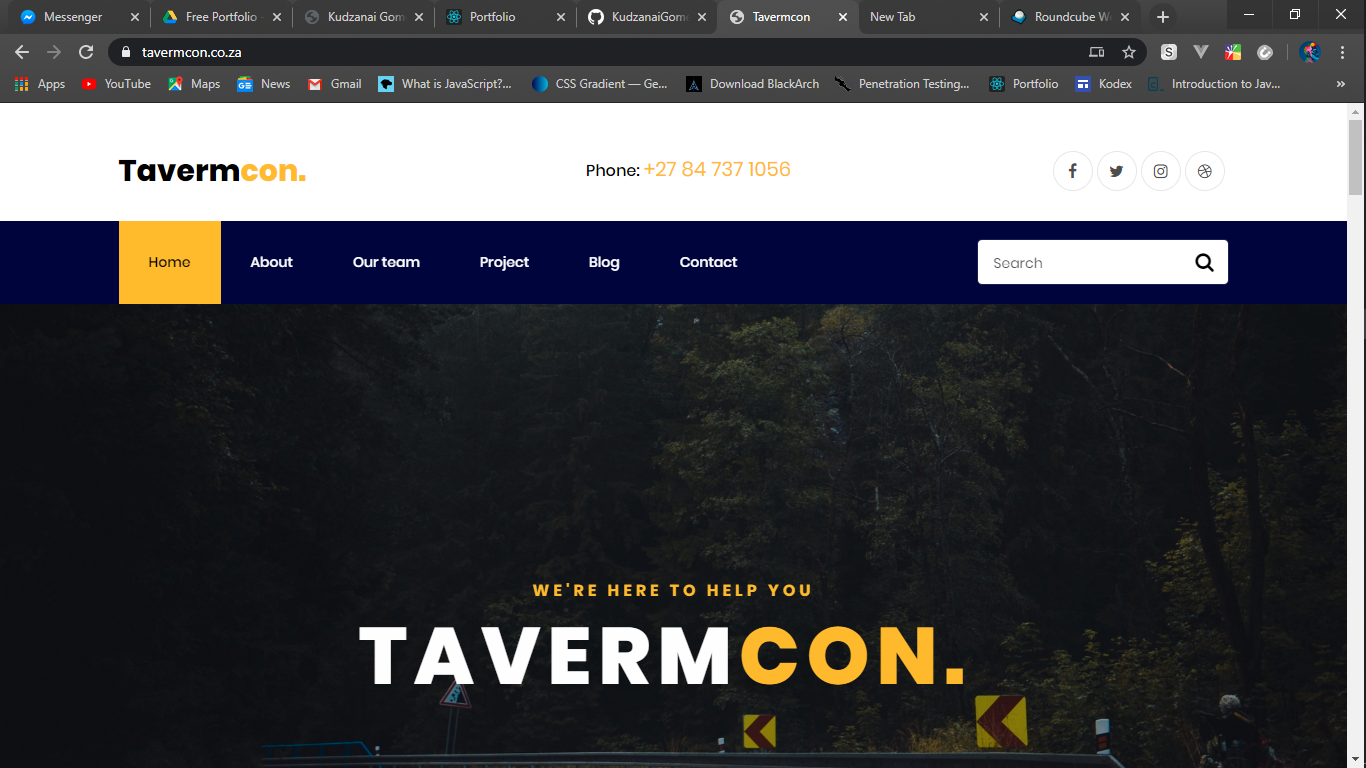 Messenger
Free Portfolio
Kudzanai Gom
Portfolio
KudzanaiGom
Tavermcon
New Tab
Roundcube W
tavermcon.co.za
Apps
YouTube
Maps
News
Gmail
What is JavaScript?...
CSS Gradient — Ge...
Download BlackArch
Penetration Testing...
Portfolio
Kodex
Introduction to Jav...
»
Tavermcon.
Phone: +27 84 737 1056
Home
About
Our team
Project
Blog
Contact
Search
WE'RE HERE TO HELP YOU
TAVERMCON.